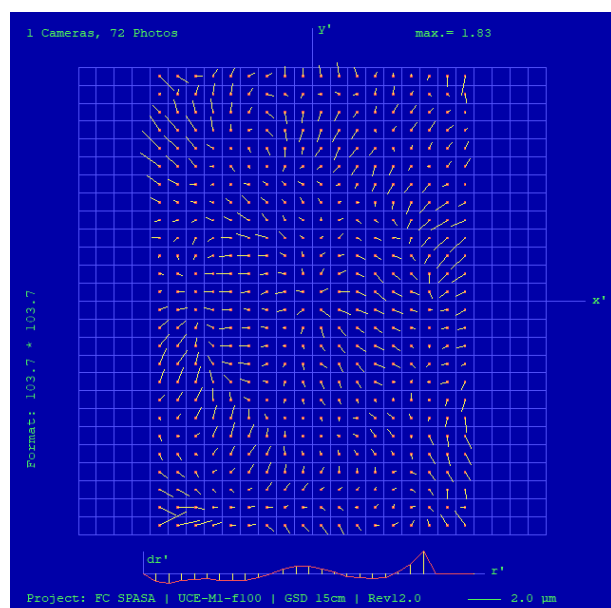 1 Cameras, 72 Photos
y'
max.= 1.83
x'
Format: 103.7 * 103.7
dr'
r'
Project: FC SPASA | UCE-M1-f100 | GSD 15cm | Rev12.0
2.0 µm